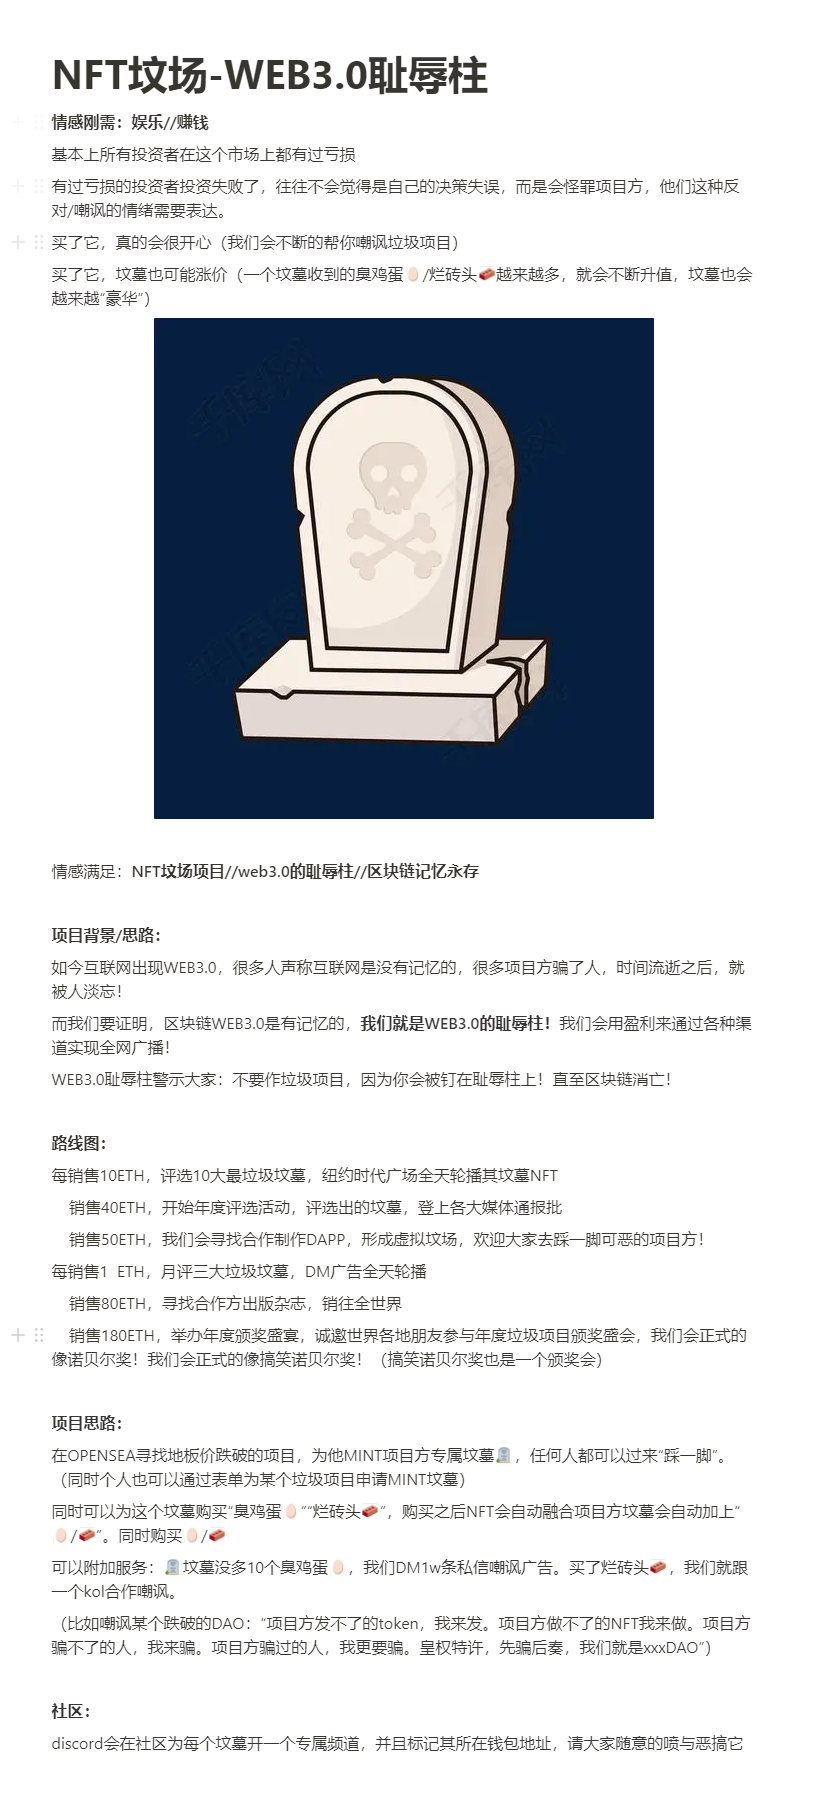 NFT坟场-WEB3.0耻辱柱
情感刚需：娱乐//赚钱
基本上所有投资者在这个市场上都有过亏损
有过亏损的投资者投资失败了，往往不会觉得是自己的决策失误，而是会怪罪项目方，他们这种反
对/嘲讽的情绪需要表达。
买了它，真的会很开心（我们会不断的帮你嘲讽垃圾项目）
买了它，坟墓也可能涨价（一个坟墓收到的臭鸡蛋🥚/烂砖头🧱越来越多，就会不断升值，坟墓也会
越来越“豪华”）
千库网
千库网
千库网
千库网
情感满足：NFT坟场项目//web3.0的耻辱柱//区块链记忆永存
项目背景/思路：
如今互联网出现WEB3.0，很多人声称互联网是没有记忆的，很多项目方骗了人，时间流逝之后，就
被人淡忘！
而我们要证明，区块链WEB3.0是有记忆的，我们就是WEB3.0的耻辱柱！我们会用盈利来通过各种渠
道实现全网广播！
WEB3.0耻辱柱警示大家：不要作垃圾项目，因为你会被钉在耻辱柱上！直至区块链消亡！
路线图：
每销售10ETH，评选10大最垃圾坟墓，纽约时代广场全天轮播其坟墓NFT
销售40ETH，开始年度评选活动，评选出的坟墓，登上各大媒体通报批
销售50ETH，我们会寻找合作制作DAPP，形成虚拟坟场，欢迎大家去踩一脚可恶的项目方！
每销售1 ETH，月评三大垃圾坟墓，DM广告全天轮播
销售80ETH，寻找合作方出版杂志，销往全世界
销售180ETH，举办年度颁奖盛宴，诚邀世界各地朋友参与年度垃圾项目颁奖盛会，我们会正式的
像诺贝尔奖！我们会正式的像搞笑诺贝尔奖！（搞笑诺贝尔奖也是一个颁奖会）
项目思路：
在OPENSEA寻找地板价跌破的项目，为他MINT项目方专属坟墓🪦，任何人都可以过来“踩一脚”。
（同时个人也可以通过表单为某个垃圾项目申请MINT坟墓）
同时可以为这个坟墓购买“臭鸡蛋🥚”“烂砖头🧱”，购买之后NFT会自动融合项目方坟墓会自动加上“
🥚/🧱”。同时购买🥚/🧱
可以附加服务：🪦坟墓没多10个臭鸡蛋🥚，我们DM1w条私信嘲讽广告。买了烂砖头🧱，我们就跟
一个kol合作嘲讽。
（比如嘲讽某个跌破的DAO：“项目方发不了的token，我来发。项目方做不了的NFT我来做。项目方
骗不了的人，我来骗。项目方骗过的人，我更要骗。皇权特许，先骗后奏，我们就是xxxDAO”）
社区：
discord会在社区为每个坟墓开一个专属频道，并且标记其所在钱包地址，请大家随意的喷与恶搞它